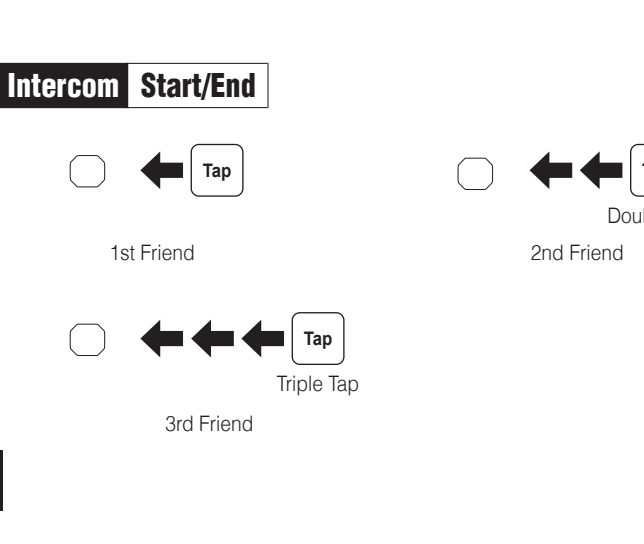 Intercom Start/End
Tap
1st Friend
2nd Friend
Tap
Triple Tap
3rd Friend